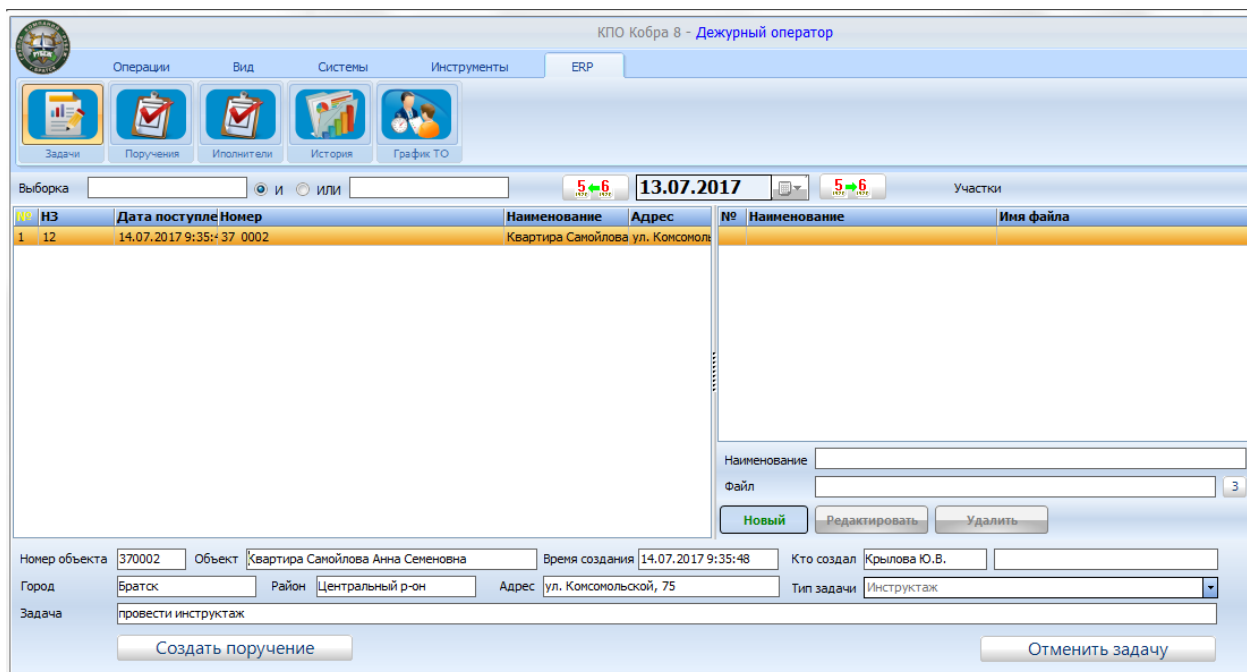 КПО Кобра 8 - Дежурный оператор
Операции Вид Системы Инструменты ERP
Задачи Поручения Иполнители История График ТО
Выборка И ИЛИ 5 6 13.07.2017 5 6 Участки
№ НЗ Дата поступле Номер Наименование Адрес № Наименование Имя файла
1 12 14.07.2017 9:35:4 37 0002 Квартира Самойлова ул. Комсомоль
Наименование
Файл 3
Новый Редактировать Удалить
Номер объекта 370002 Объект Квартира Самойлова Анна Семеновна Время создания 14.07.2017 9:35:48 Кто создал Крылова Ю.В.
Город Братск Район Центральный р-он Адрес ул. Комсомольской, 75 Тип задачи Инструктаж
Задача провести инструктаж
Создать поручение Отменить задачу